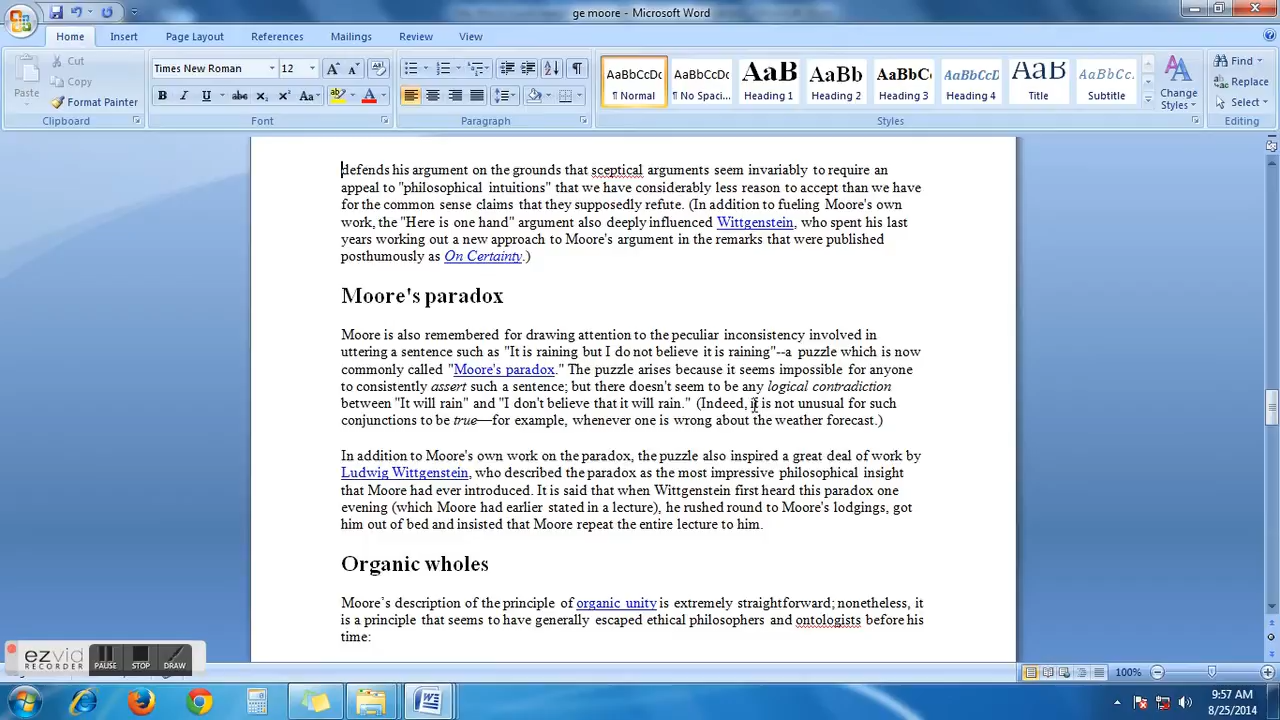 ge moore - Microsoft Word
Home Insert Page Layout References Mailings Review View
Paste
Cut
Copy
Format Painter
Clipboard
Times New Roman 12
B I U abc x₂ x² Aa
Font
Paragraph
AaBbCcDc AaBbCcDc AaB AaBb AaBbC AaBbCcD AaB AaBbCc.
¶ Normal ¶ No Spaci... Heading 1 Heading 2 Heading 3 Heading 4 Title Subtitle
Styles
Change
Styles
Find
Replace
Select
Editing
defends his argument on the grounds that sceptical arguments seem invariably to require an
appeal to "philosophical intuitions" that we have considerably less reason to accept than we have
for the common sense claims that they supposedly refute. (In addition to fueling Moore's own
work, the "Here is one hand" argument also deeply influenced Wittgenstein, who spent his last
years working out a new approach to Moore's argument in the remarks that were published
posthumously as On Certainty.)
Moore's paradox
Moore is also remembered for drawing attention to the peculiar inconsistency involved in
uttering a sentence such as "It is raining but I do not believe it is raining"--a puzzle which is now
commonly called "Moore's paradox." The puzzle arises because it seems impossible for anyone
to consistently assert such a sentence; but there doesn't seem to be any logical contradiction
between "It will rain" and "I don't believe that it will rain." (Indeed, it is not unusual for such
conjunctions to be true—for example, whenever one is wrong about the weather forecast.)
In addition to Moore's own work on the paradox, the puzzle also inspired a great deal of work by
Ludwig Wittgenstein, who described the paradox as the most impressive philosophical insight
that Moore had ever introduced. It is said that when Wittgenstein first heard this paradox one
evening (which Moore had earlier stated in a lecture), he rushed round to Moore's lodgings, got
him out of bed and insisted that Moore repeat the entire lecture to him.
Organic wholes
Moore’s description of the principle of organic unity is extremely straightforward; nonetheless, it
is a principle that seems to have generally escaped ethical philosophers and ontologists before his
time:
ezvid
RECORDER
PAUSE STOP DRAW
100%
9:57 AM
8/25/2014